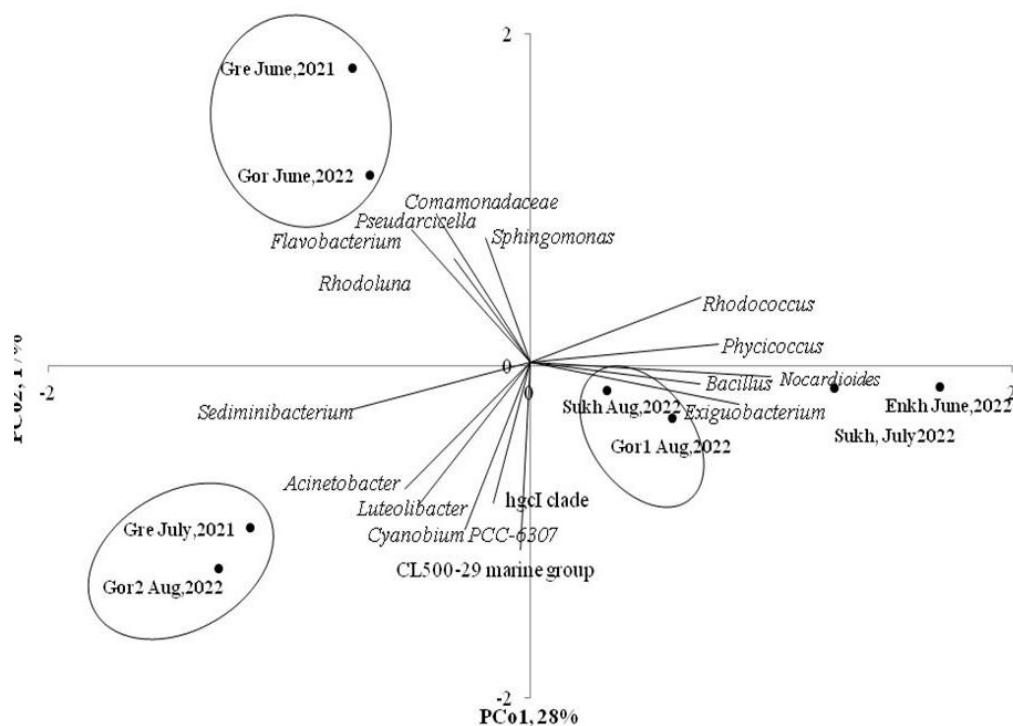 2
Gre June,2021
Gor June,2022
Comamonadaceae
Pseudarcicella
Flavobacterium
Sphingomonas
Rhodoluna
Rhodococcus
Phycicoccus
-2
0
0
2
Bacillus
Nocardioides
Sediminibacterium
Sukh Aug,2022
Exiguobacterium
Enkh June,2022
Gor1 Aug,2022
Sukh, July2022
Acinetobacter
Luteolibacter
hgcI clade
Cyanobium PCC-6307
CL500-29 marine group
Gre July,2021
Gor2 Aug,2022
-2
PCo1, 28%